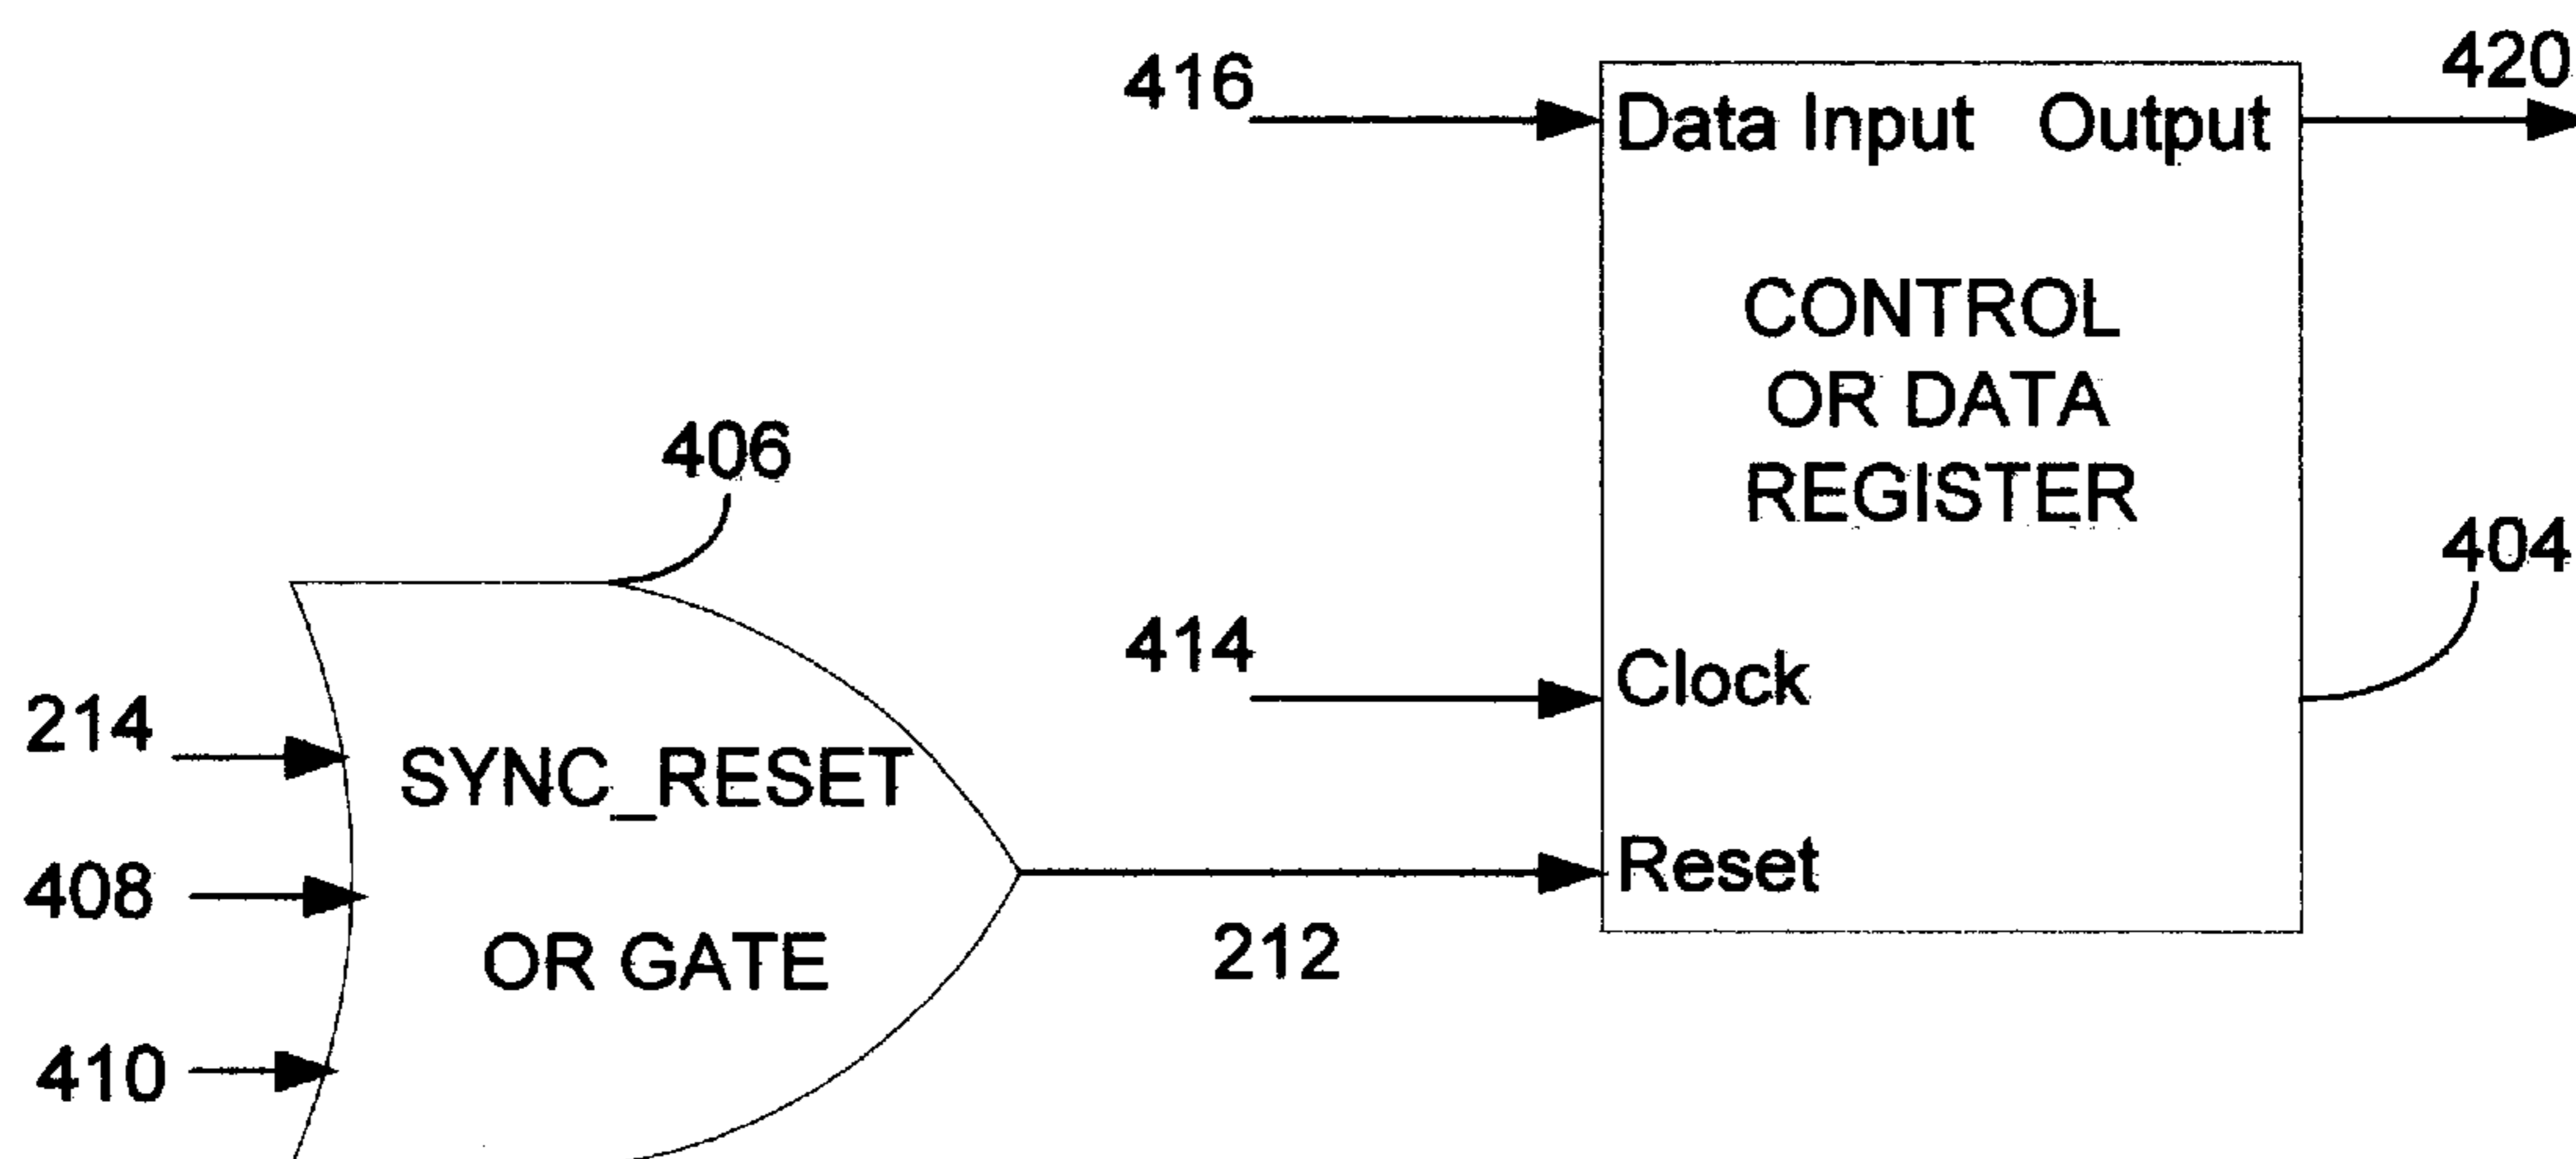 416
Data Input Output
420
CONTROL
OR DATA
REGISTER
406
404
414
Clock
214
SYNC_RESET
408
Reset
OR GATE
212
410